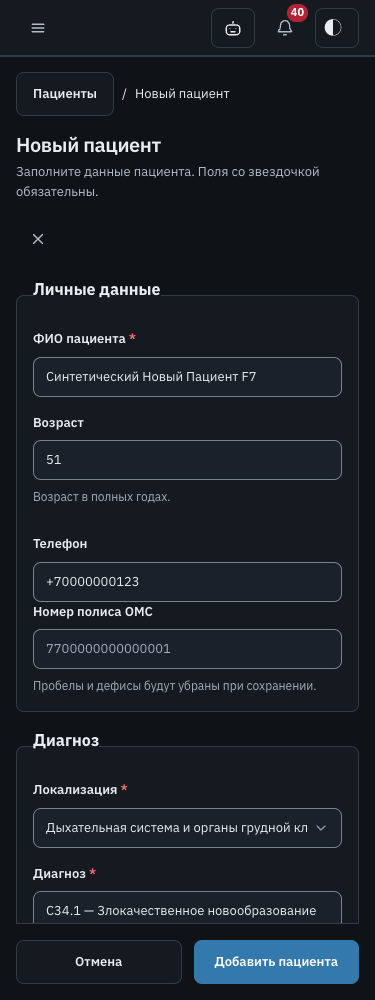 40
Пациенты / Новый пациент
Новый пациент
Заполните данные пациента. Поля со звездочкой
обязательны.
Личные данные
ФИО пациента *
Синтетический Новый Пациент F7
Возраст
51
Возраст в полных годах.
Телефон
+70000000123
Номер полиса ОМС
7700000000000001
Пробелы и дефисы будут убраны при сохранении.
Диагноз
Локализация *
Дыхательная система и органы грудной кл
Диагноз *
C34.1 — Злокачественное новообразование
Отмена
Добавить пациента